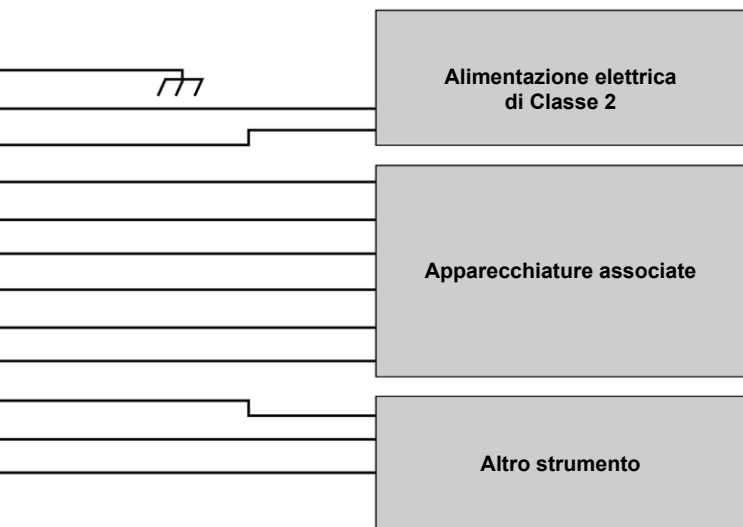 Alimentazione elettrica
di Classe 2
Apparecchiature associate
Altro strumento